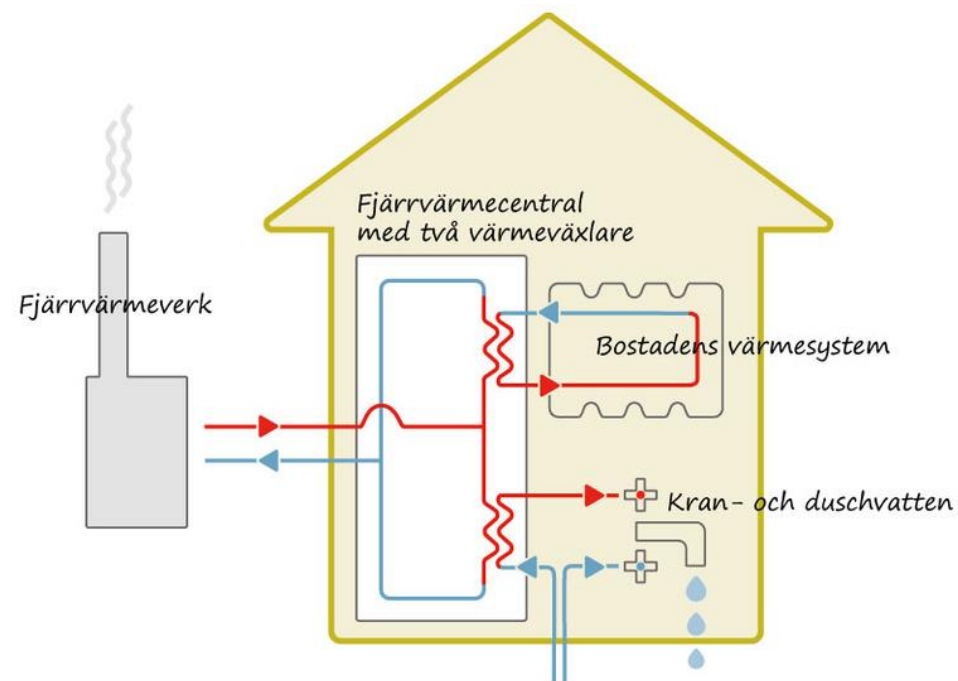 Fjärrvärmecentral
med två värmeväxlare
Fjärrvärmeverk
Bostadens värmesystem
Kran- och duschvatten